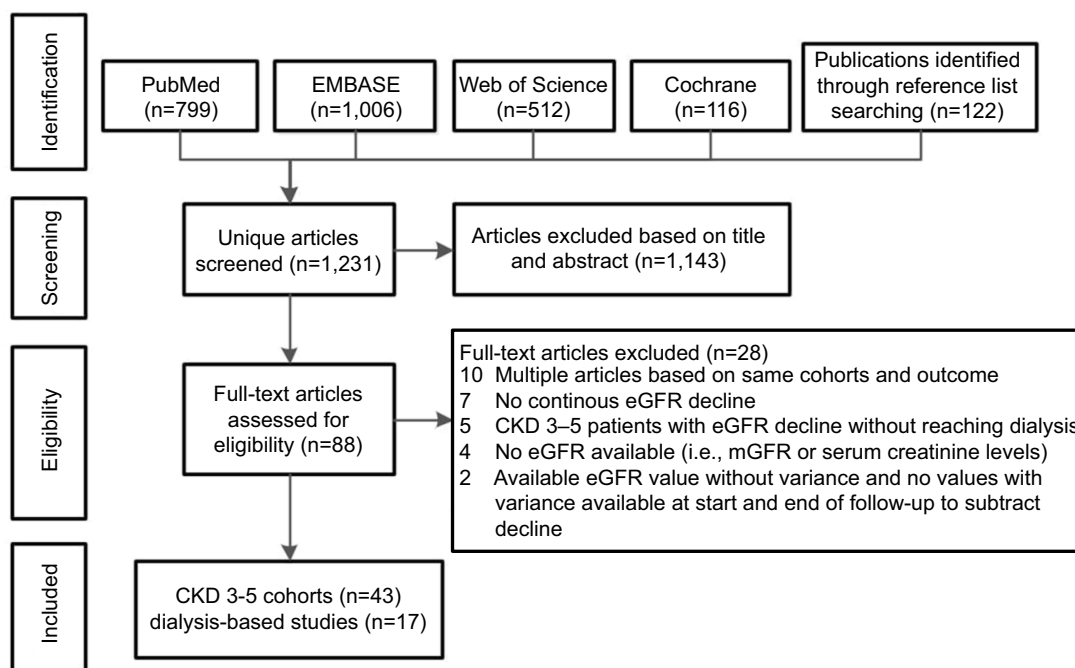 Identification
PubMed
(n=799)
EMBASE
(n=1,006)
Web of Science
(n=512)
Cochrane
(n=116)
Publications identified
through reference list
searching (n=122)
Screening
Unique articles
screened (n=1,231)
Articles excluded based on title
and abstract (n=1,143)
Eligibility
Full-text articles
assessed for
eligibility (n=88)
Full-text articles excluded (n=28)
10 Multiple articles based on same cohorts and outcome
7 No continous eGFR decline
5 CKD 3–5 patients with eGFR decline without reaching dialysis
4 No eGFR available (i.e., mGFR or serum creatinine levels)
2 Available eGFR value without variance and no values with
variance available at start and end of follow-up to subtract
decline
Included
CKD 3-5 cohorts (n=43)
dialysis-based studies (n=17)